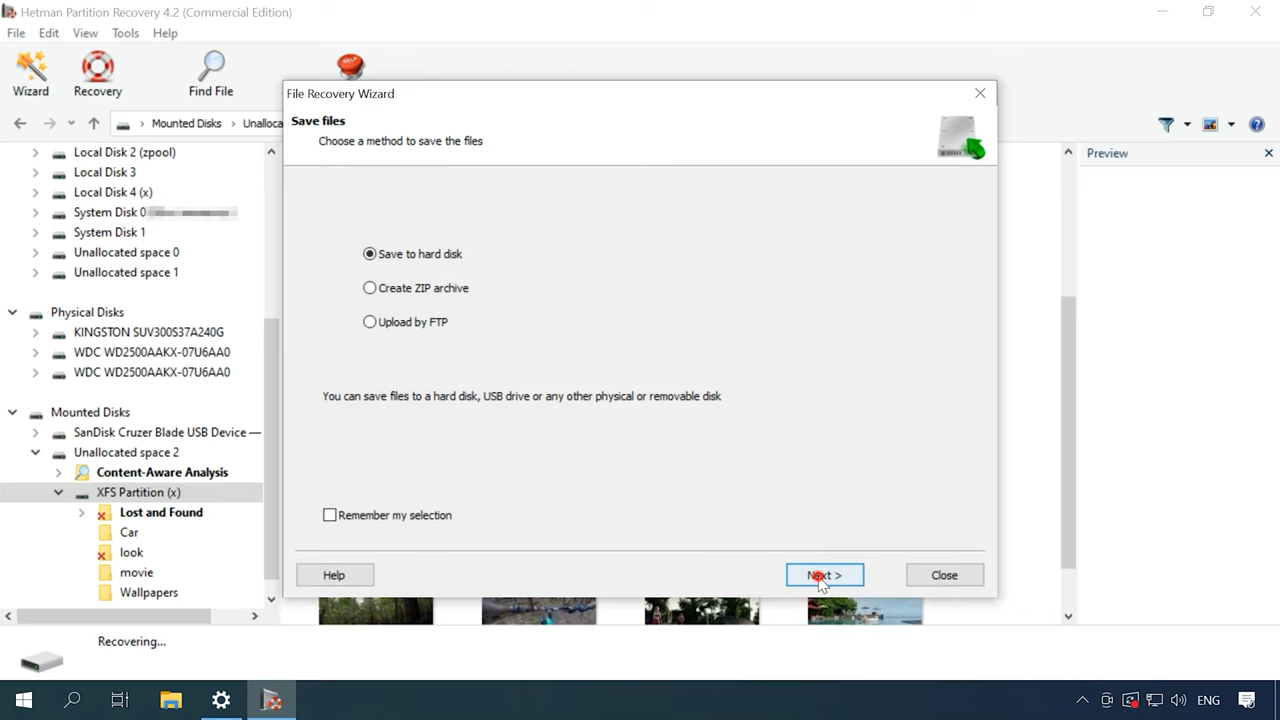 Hetman Partition Recovery 4.2 (Commercial Edition)
File Edit View Tools Help
Wizard Recovery Find File
Mounted Disks Unalloca
Local Disk 2 (zpool)
Local Disk 3
Local Disk 4 (x)
System Disk 0
System Disk 1
Unallocated space 0
Unallocated space 1
Physical Disks
KINGSTON SUV300S37A240G
WDC WD2500AAKX-07U6AA0
WDC WD2500AAKX-07U6AA0
Mounted Disks
SanDisk Cruzer Blade USB Device —
Unallocated space 2
Content-Aware Analysis
XFS Partition (x)
Lost and Found
Car
look
movie
Wallpapers
File Recovery Wizard
Save files
Choose a method to save the files
Save to hard disk
Create ZIP archive
Upload by FTP
You can save files to a hard disk, USB drive or any other physical or removable disk
Remember my selection
Help Next > Close
Preview
Recovering...
ENG